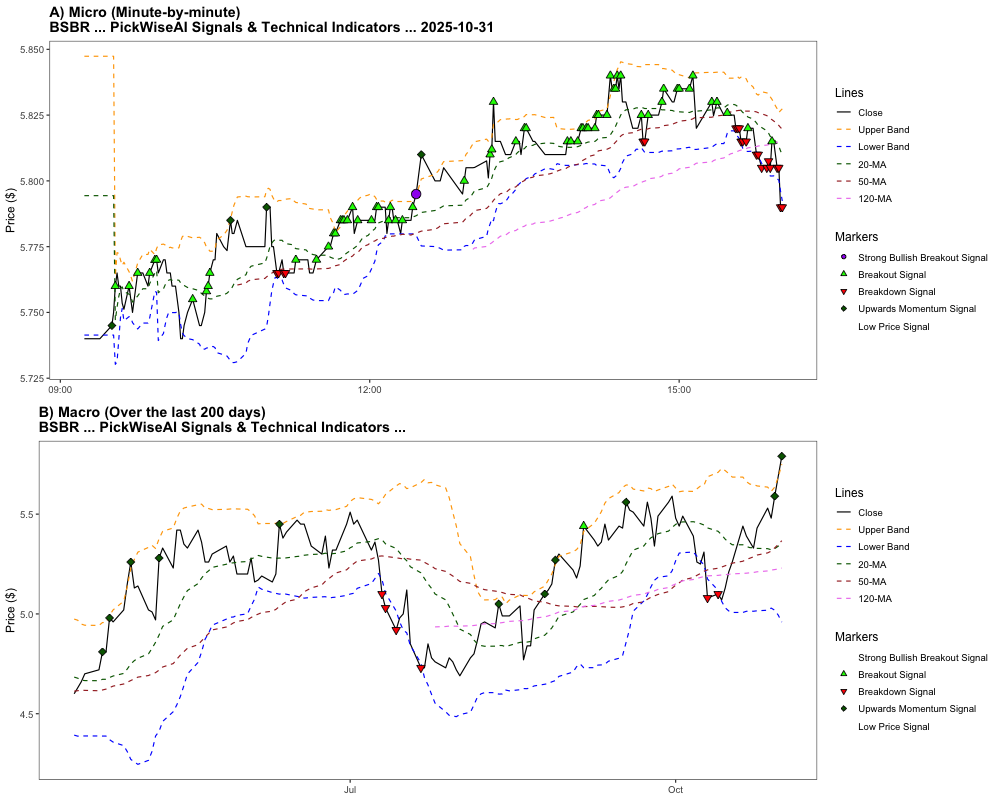 A) Micro (Minute-by-minute)
BSBR ... PickWiseAI Signals & Technical Indicators ... 2025-10-31
5.850
5.825
5.800
5.775
5.750
5.725
Price ($)
09:00
12:00
15:00
Lines
Close
Upper Band
Lower Band
20-MA
50-MA
120-MA
Markers
Strong Bullish Breakout Signal
Breakout Signal
Breakdown Signal
Upwards Momentum Signal
Low Price Signal
B) Macro (Over the last 200 days)
BSBR ... PickWiseAI Signals & Technical Indicators ...
5.5
5.0
4.5
Price ($)
Jul
Oct
Lines
Close
Upper Band
Lower Band
20-MA
50-MA
120-MA
Markers
Strong Bullish Breakout Signal
Breakout Signal
Breakdown Signal
Upwards Momentum Signal
Low Price Signal